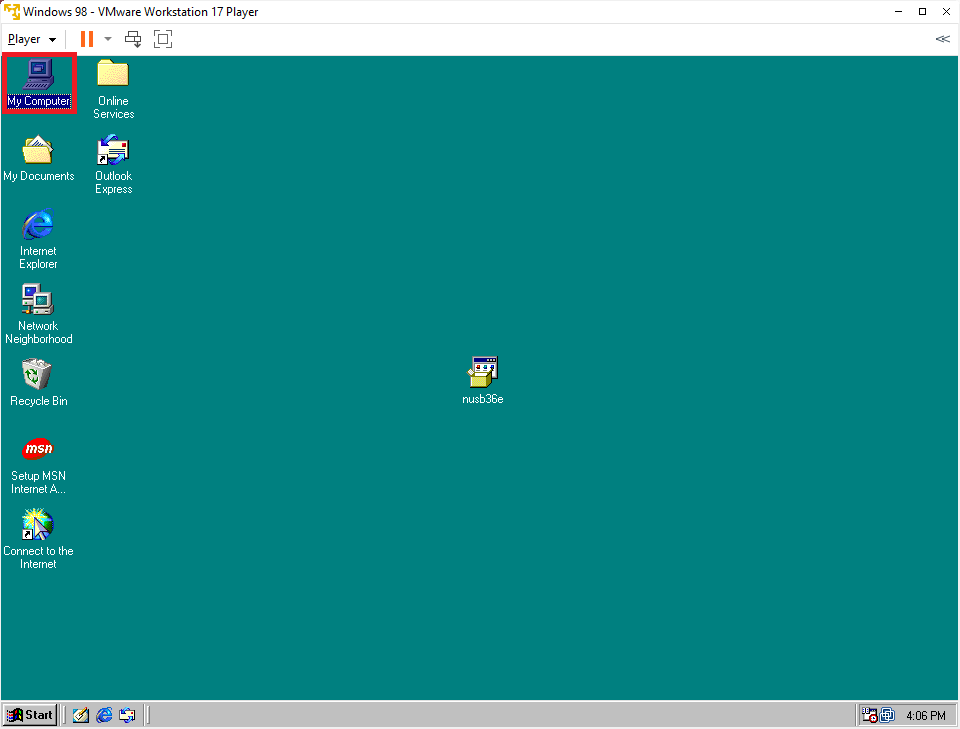 Windows 98 - VMware Workstation 17 Player
Player
My Computer
Online
Services
My Documents
Outlook
Express
Internet
Explorer
Network
Neighborhood
Recycle Bin
nusb36e
msn
Setup MSN
Internet A...
Connect to the
Internet
Start
4:06 PM